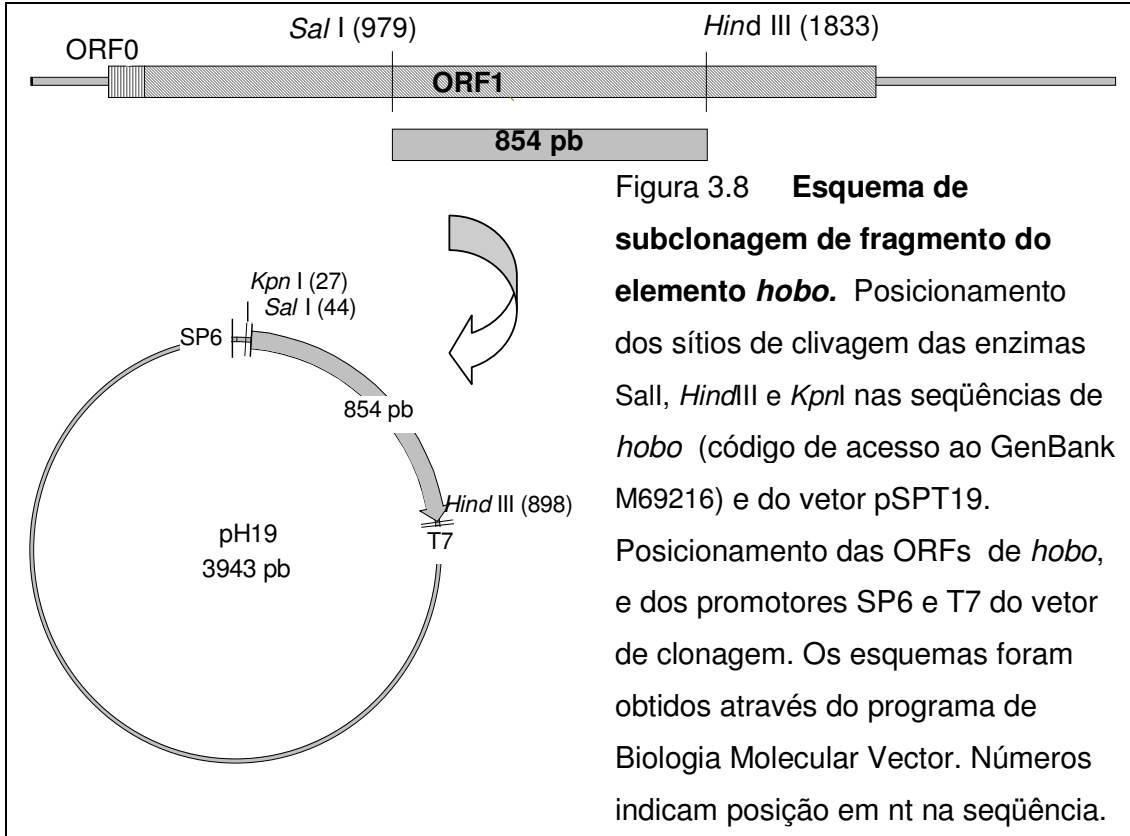 Sal I (979)
Hind III (1833)
ORF0
ORF1
854 pb
Figura 3.8 Esquema de
subclonagem de fragmento do
elemento hobo. Posicionamento
dos sítios de clivagem das enzimas
SalI, HindIII e KpnI nas seqüências de
hobo (código de acesso ao GenBank
M69216) e do vetor pSPT19.
Posicionamento das ORFs de hobo,
e dos promotores SP6 e T7 do vetor
de clonagem. Os esquemas foram
obtidos através do programa de
Biologia Molecular Vector. Números
indicam posição em nt na seqüência.
Kpn I (27)
Sal I (44)
SP6
854 pb
Hind III (898)
T7
pH19
3943 pb